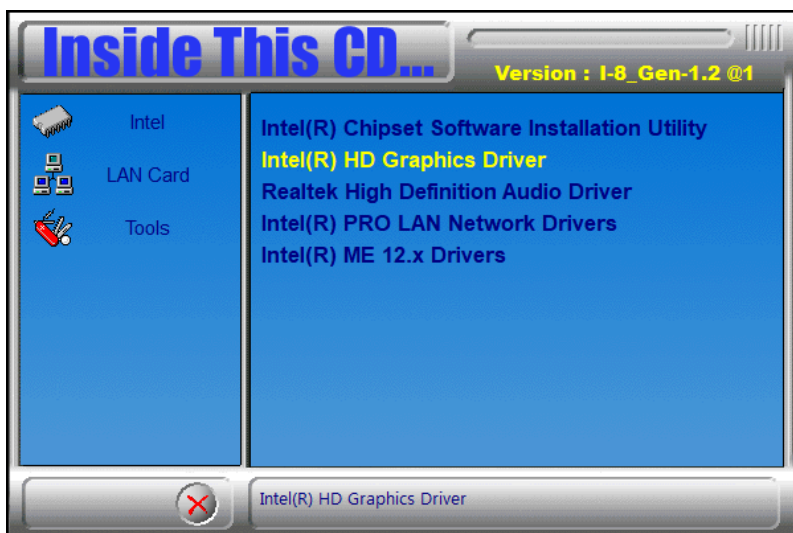 Inside This CD...
Version : I-8_Gen-1.2 @1
Intel
LAN Card
Tools
Intel(R) Chipset Software Installation Utility
Intel(R) HD Graphics Driver
Realtek High Definition Audio Driver
Intel(R) PRO LAN Network Drivers
Intel(R) ME 12.x Drivers
Intel(R) HD Graphics Driver